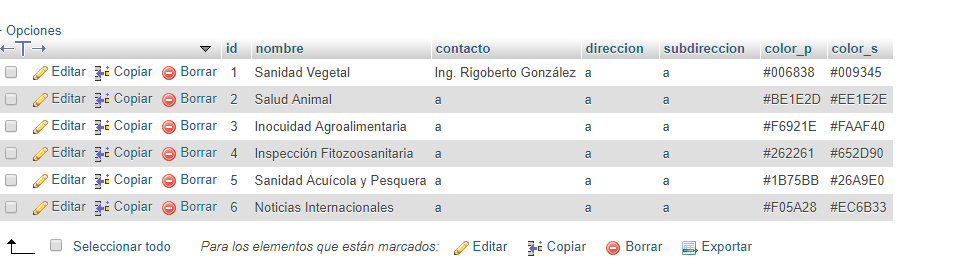 Opciones
id nombre contacto direccion subdireccion color_p color_s
Editar Copiar Borrar 1 Sanidad Vegetal Ing. Rigoberto González a a #006838 #009345
Editar Copiar Borrar 2 Salud Animal a a a #BE1E2D #EE1E2E
Editar Copiar Borrar 3 Inocuidad Agroalimentaria a a a #F6921E #FAAF40
Editar Copiar Borrar 4 Inspección Fitozoosanitaria a a a #262261 #652D90
Editar Copiar Borrar 5 Sanidad Acuícola y Pesquera a a a #1B75BB #26A9E0
Editar Copiar Borrar 6 Noticias Internacionales a a a #F05A28 #EC6B33
Seleccionar todo Para los elementos que están marcados: Editar Copiar Borrar Exportar